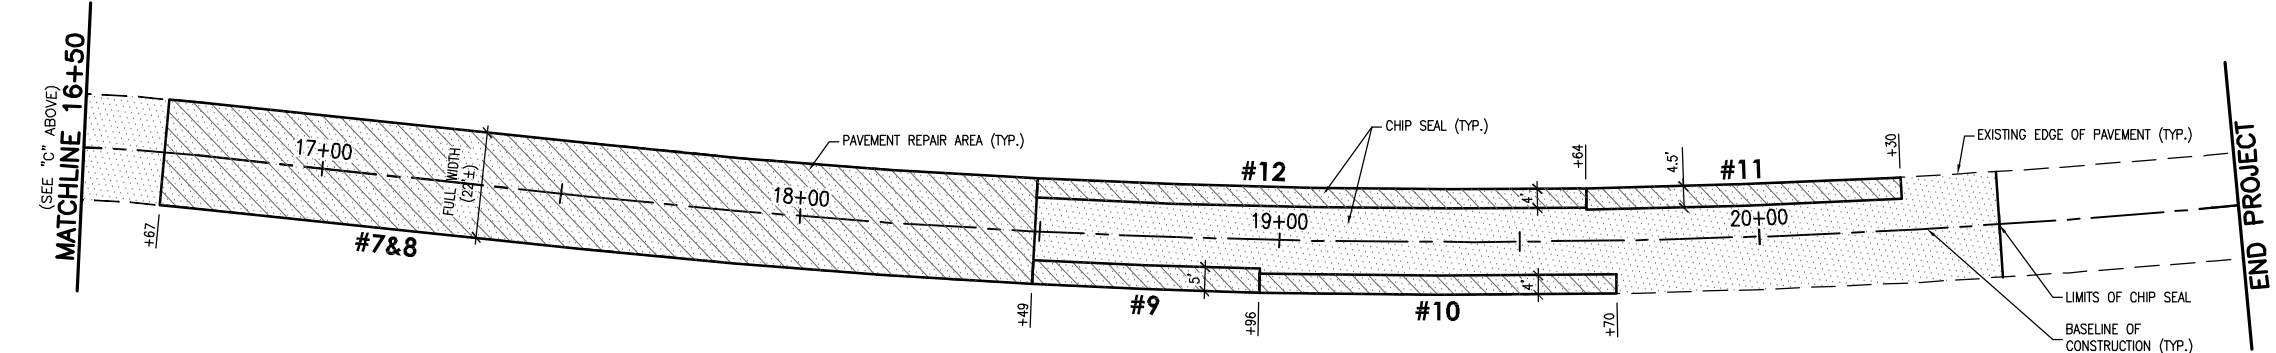 MATCHLINE 16+50
(SEE "C" ABOVE)
+67
17+00
#7&8
FULL WIDTH
(22'±)
PAVEMENT REPAIR AREA (TYP.)
18+00
+49
#12
CHIP SEAL (TYP.)
19+00
5'
#9
+96
4'
4'
#10
+64
4.5'
#11
+70
20+00
+30
EXISTING EDGE OF PAVEMENT (TYP.)
LIMITS OF CHIP SEAL
BASELINE OF
CONSTRUCTION (TYP.)
END PROJECT